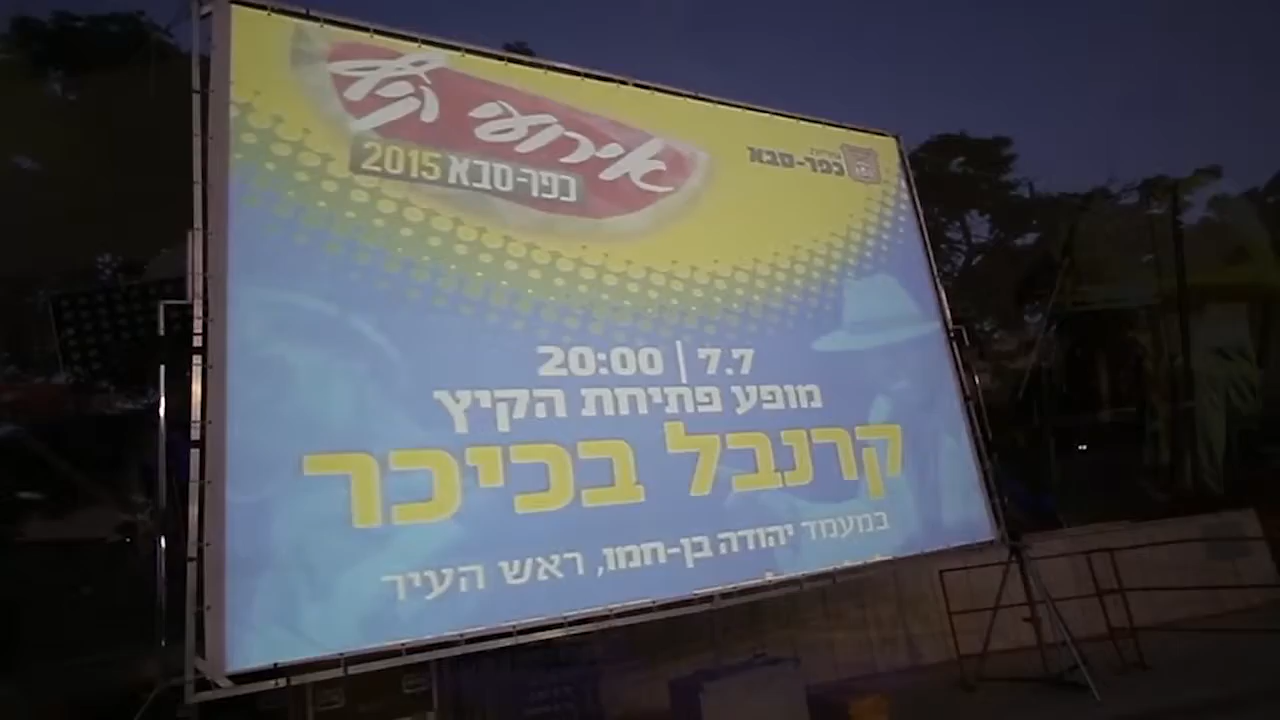 אירועי קיץ
כפר-סבא 2015
עיריית
כפר-סבא
7.7 | 20:00
מופע פתיחת הקיץ
קרנבל בכיכר
במעמד יהודה בן-חמו, ראש העיר